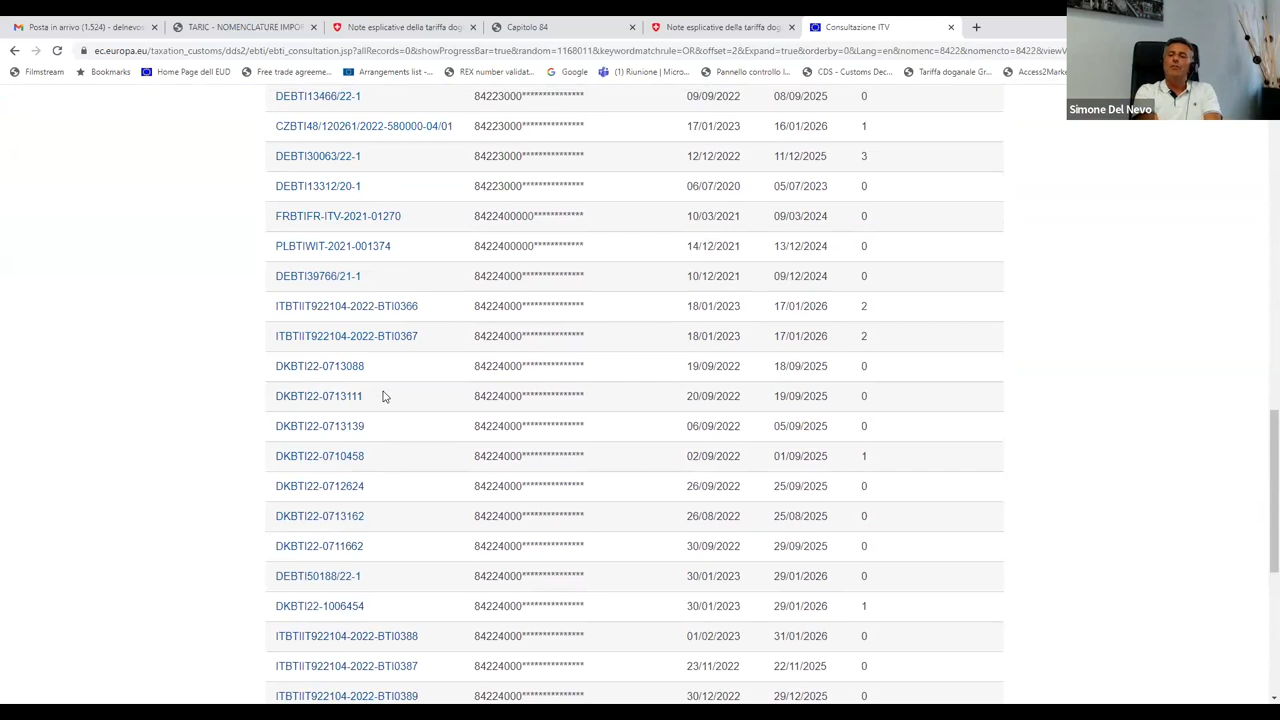 Posta in arrivo (1.524) - delnevo
TARIC - NOMENCLATURE IMPOR
Note esplicative della tariffa dog
Capitolo 84
Note esplicative della tariffa dog
Consultazione ITV
ec.europa.eu/taxation_customs/dds2/ebti/ebti_consultation.jsp?allRecords=0&showProgressBar=true&random=1168011&keywordmatchrule=OR&offset=2&Expand=true&orderby=0&Lang=en&nomenc=8422&nomencto=8422&viewV
Filmstream
Bookmarks
Home Page dell EUD
Free trade agreeme...
Arrangements list -...
REX number validat...
Google
(1) Riunione | Micro...
Pannello controllo I...
CDS - Customs Dec...
Tariffa doganale Gr...
Access2Mark
Simone Del Nevo
DEBTI13466/22-1 84223000************** 09/09/2022 08/09/2025 0
CZBTI48/120261/2022-580000-04/01 84223000************** 17/01/2023 16/01/2026 1
DEBTI30063/22-1 84223000************** 12/12/2022 11/12/2025 3
DEBTI13312/20-1 84223000************** 06/07/2020 05/07/2023 0
FRBTIFR-ITV-2021-01270 8422400000************ 10/03/2021 09/03/2024 0
PLBTIWIT-2021-001374 8422400000************ 14/12/2021 13/12/2024 0
DEBTI39766/21-1 84224000************** 10/12/2021 09/12/2024 0
ITBTIIT922104-2022-BTI0366 84224000************** 18/01/2023 17/01/2026 2
ITBTIIT922104-2022-BTI0367 84224000************** 18/01/2023 17/01/2026 2
DKBTI22-0713088 84224000************** 19/09/2022 18/09/2025 0
DKBTI22-0713111 84224000************** 20/09/2022 19/09/2025 0
DKBTI22-0713139 84224000************** 06/09/2022 05/09/2025 0
DKBTI22-0710458 84224000************** 02/09/2022 01/09/2025 1
DKBTI22-0712624 84224000************** 26/09/2022 25/09/2025 0
DKBTI22-0713162 84224000************** 26/08/2022 25/08/2025 0
DKBTI22-0711662 84224000************** 30/09/2022 29/09/2025 0
DEBTI50188/22-1 84224000************** 30/01/2023 29/01/2026 0
DKBTI22-1006454 84224000************** 30/01/2023 29/01/2026 1
ITBTIIT922104-2022-BTI0388 84224000************** 01/02/2023 31/01/2026 0
ITBTIIT922104-2022-BTI0387 84224000************** 23/11/2022 22/11/2025 0
ITBTIIT922104-2022-BTI0389 84224000************** 30/12/2022 29/12/2025 0